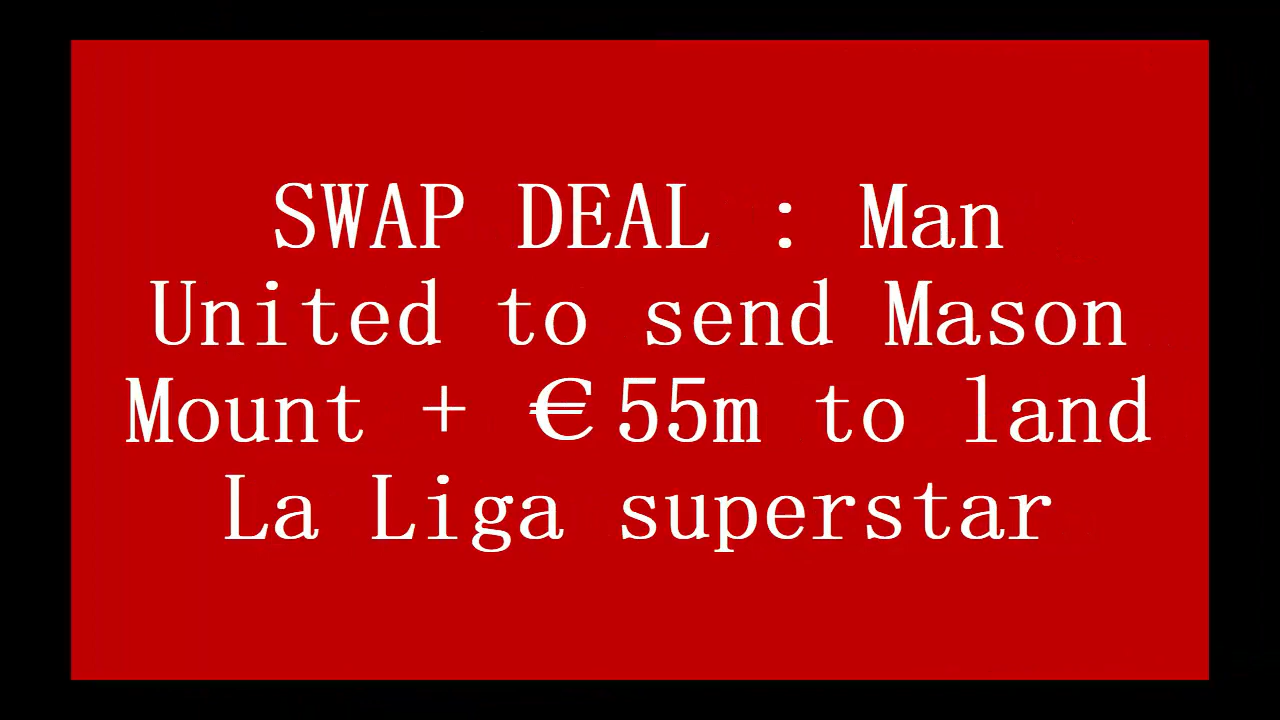 SWAP DEAL : Man
United to send Mason
Mount + €55m to land
La Liga superstar